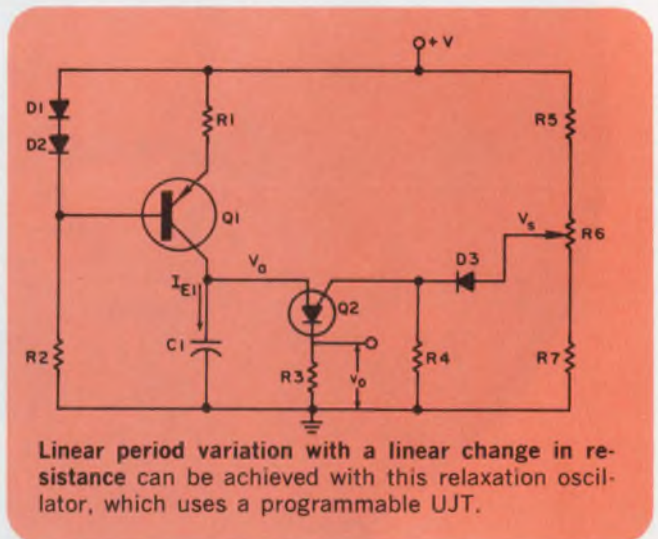 +V
D1
R1
R5
D2
Q1
Vs
R6
D3
Va
IE1
Q2
C1
R2
R3
vo
R4
R7
Linear period variation with a linear change in re-
sistance can be achieved with this relaxation oscil-
lator, which uses a programmable UJT.